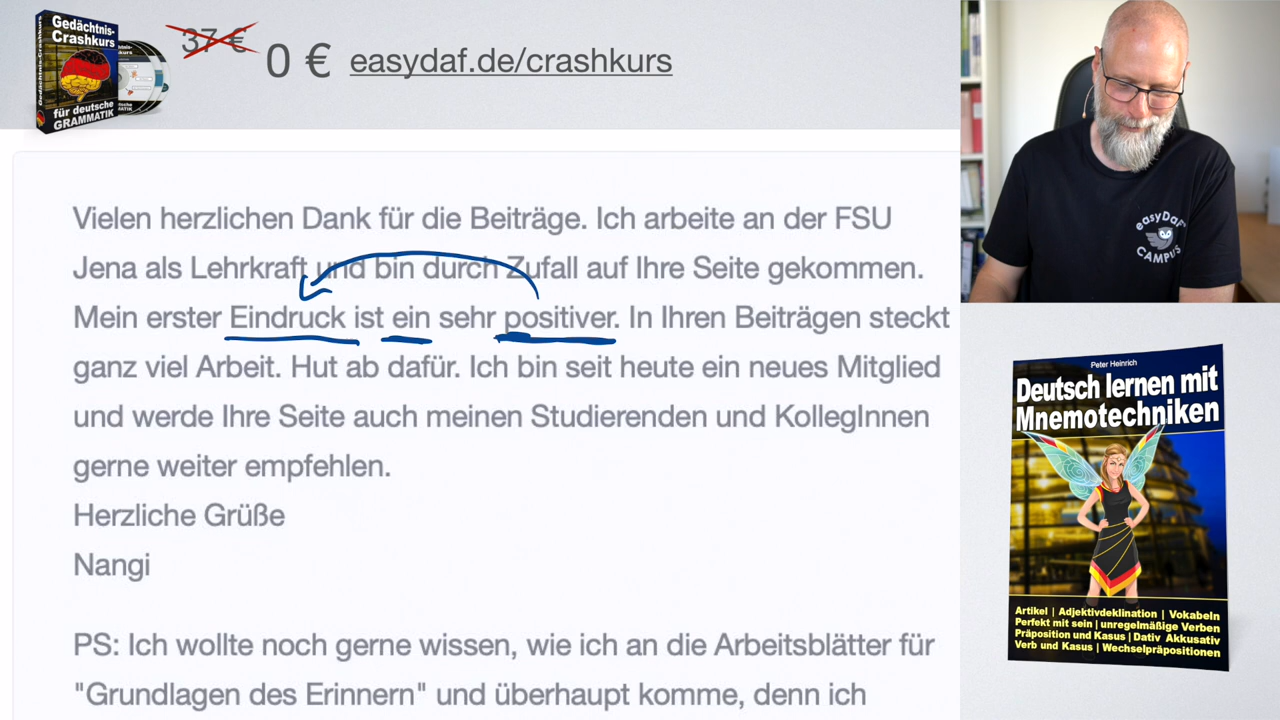 Gedächtnis-
Crashkurs
für deutsche
GRAMMATIK
Gedächtnis-Crashkurs
37 €
0 €
easydaf.de/crashkurs
Vielen herzlichen Dank für die Beiträge. Ich arbeite an der FSU
Jena als Lehrkraft und bin durch Zufall auf Ihre Seite gekommen.
Mein erster Eindruck ist ein sehr positiver. In Ihren Beiträgen steckt
ganz viel Arbeit. Hut ab dafür. Ich bin seit heute ein neues Mitglied
und werde Ihre Seite auch meinen Studierenden und KollegInnen
gerne weiter empfehlen.
Herzliche Grüße
Nangi
PS: Ich wollte noch gerne wissen, wie ich an die Arbeitsblätter für
"Grundlagen des Erinnern" und überhaupt komme, denn ich
easyDaF
CAMPUS
Peter Heinrich
Deutsch lernen mit
Mnemotechniken
Artikel | Adjektivdeklination | Vokabeln
Perfekt mit sein | unregelmäßige Verben
Präposition und Kasus | Dativ Akkusativ
Verb und Kasus | Wechselpräpositionen